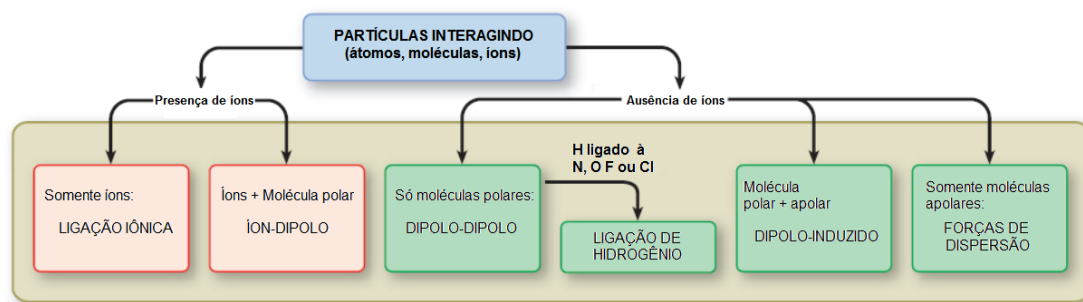 PARTÍCULAS INTERAGINDO
(átomos, moléculas, íons)
Presença de íons
Ausência de íons
Somente íons:
LIGAÇÃO IÔNICA
Íons + Molécula polar
ÍON-DIPOLO
Só moléculas polares:
DIPOLO-DIPOLO
H ligado à
N, O F ou Cl
LIGAÇÃO DE
HIDROGÊNIO
Molécula
polar + apolar
DIPOLO-INDUZIDO
Somente moléculas
apolares:
FORÇAS DE
DISPERSÃO